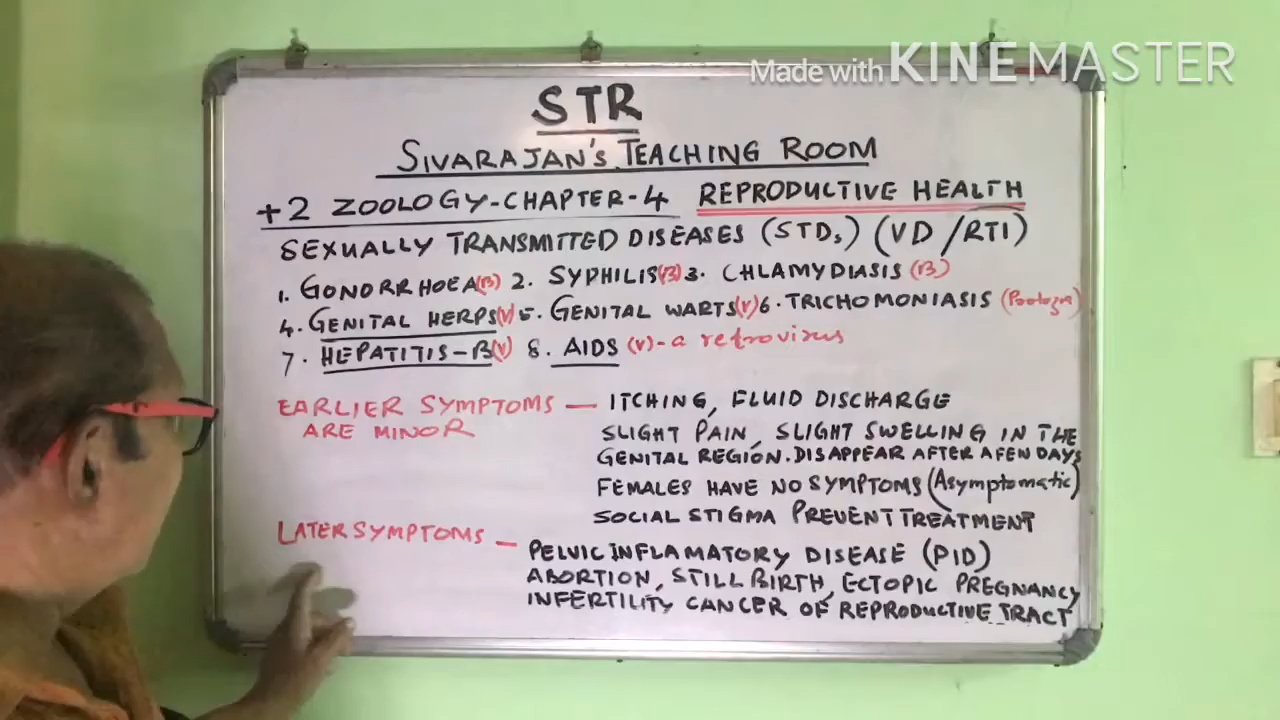 Made with KINEMASTER
STR
SIVARAJAN'S TEACHING ROOM
+2 ZOOLOGY-CHAPTER-4 REPRODUCTIVE HEALTH
SEXUALLY TRANSMITTED DISEASES (STDs) (VD/RTI)
1. GONORRHOEA(B) 2. SYPHILIS(B) 3. CHLAMYDIASIS (B)
4. GENITAL HERPS(V) 5. GENITAL WARTS(V) 6. TRICHOMONIASIS
7. HEPATITIS-B(V) 8. AIDS (V)-a retrovirus
EARLIER SYMPTOMS — ITCHING, FLUID DISCHARGE
ARE MINOR
SLIGHT PAIN, SLIGHT SWELLING IN THE
GENITAL REGION. DISAPPEAR AFTER A FEN DAYS
FEMALES HAVE NO SYMPTOMS (Asymptomatic)
SOCIAL STIGMA PREVENT TREATMENT
LATER SYMPTOMS — PELVIC INFLAMATORY DISEASE (PID)
ABORTION, STILL BIRTH, ECTOPIC PREGNANCY
INFERTILITY CANCER OF REPRODUCTIVE TRACT